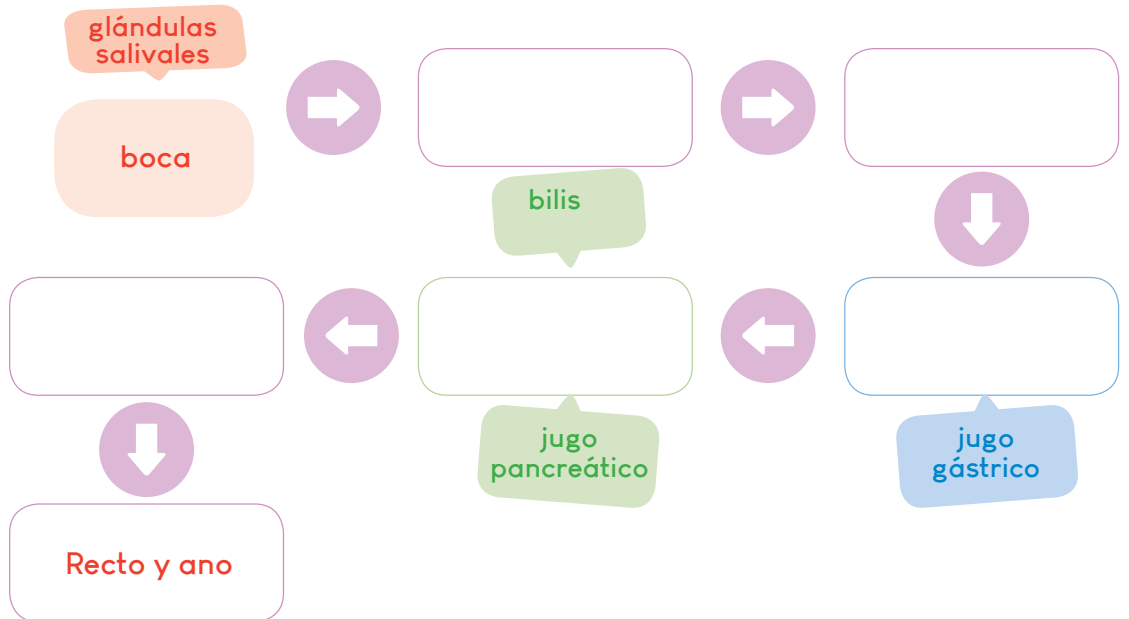 glándulas
salivales
boca
bilis
jugo
pancreático
jugo
gástrico
Recto y ano